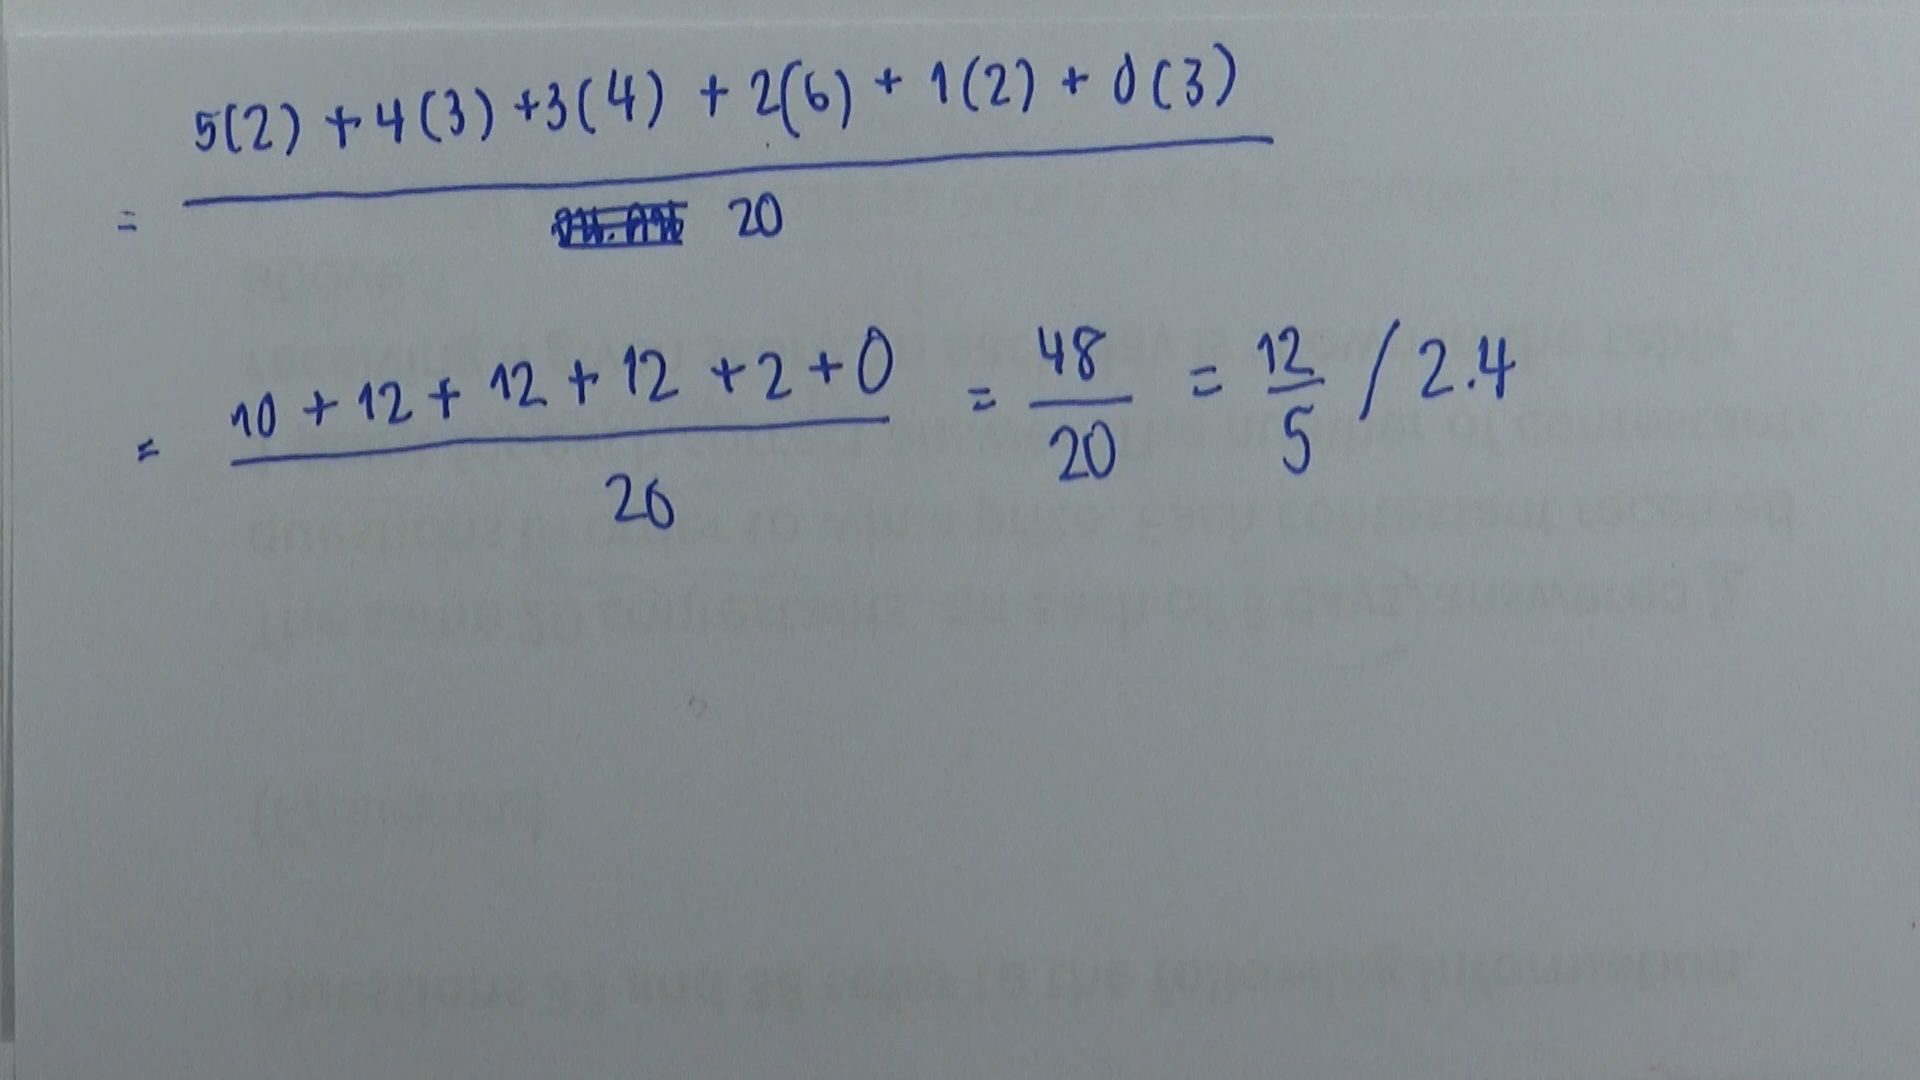 5(2) + 4(3) + 3(4) + 2(6) + 1(2) + 0(3)
= 20
10 + 12 + 12 + 12 + 2 + 0 = 48 = 12 / 2.4
= 20 20 5